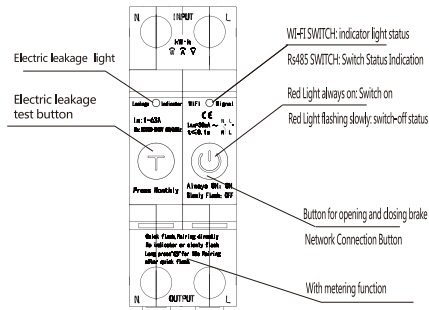 N INPUT L
kW·h
Electric leakage light
WI-FI SWITCH: indicator light status
Rs485 SWITCH: Switch Status Indication
Electric leakage
test button
Leakage Indicator WiFi Signal
CE
In:1-63A
t≤0.1s
N L
N L
Red Light always on: Switch on
Red Light flashing slowly: switch-off status
T
Press Monthly
Always ON: ON
Slowly Flash: OFF
Button for opening and closing brake
Network Connection Button
Quick flash,Pairing directly
No indicator or slowly flash
Long press" "for 10s Pairing
after quick flash
With metering function
N OUTPUT L